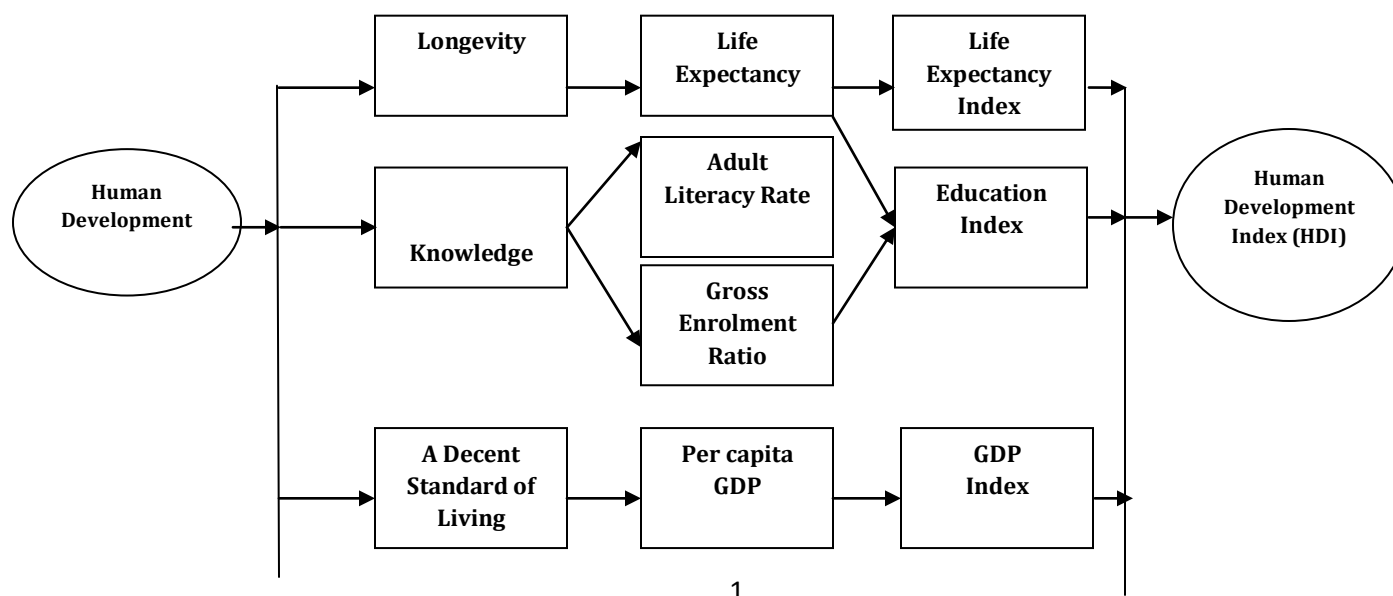 Human
Development
Longevity
Knowledge
A Decent
Standard of
Living
Life
Expectancy
Adult
Literacy Rate
Gross
Enrolment
Ratio
Per capita
GDP
Life
Expectancy
Index
Education
Index
GDP
Index
Human
Development
Index (HDI)
1